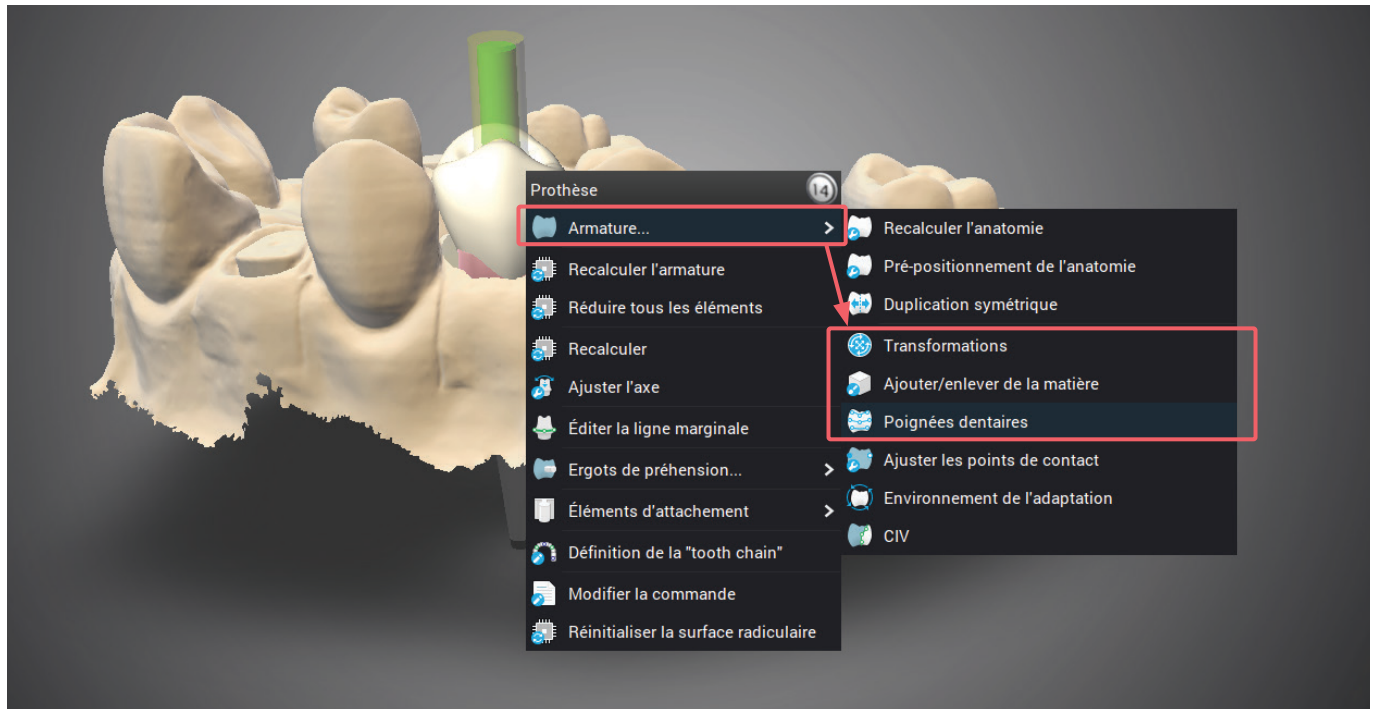 Prothèse
14
Armature...
Recalculer l'armature
Réduire tous les éléments
Recalculer
Ajuster l'axe
Éditer la ligne marginale
Ergots de préhension...
Éléments d'attachement
Définition de la "tooth chain"
Modifier la commande
Réinitialiser la surface radiculaire
Recalculer l'anatomie
Pré-positionnement de l'anatomie
Duplication symétrique
Transformations
Ajouter/enlever de la matière
Poignées dentaires
Ajuster les points de contact
Environnement de l'adaptation
CIV